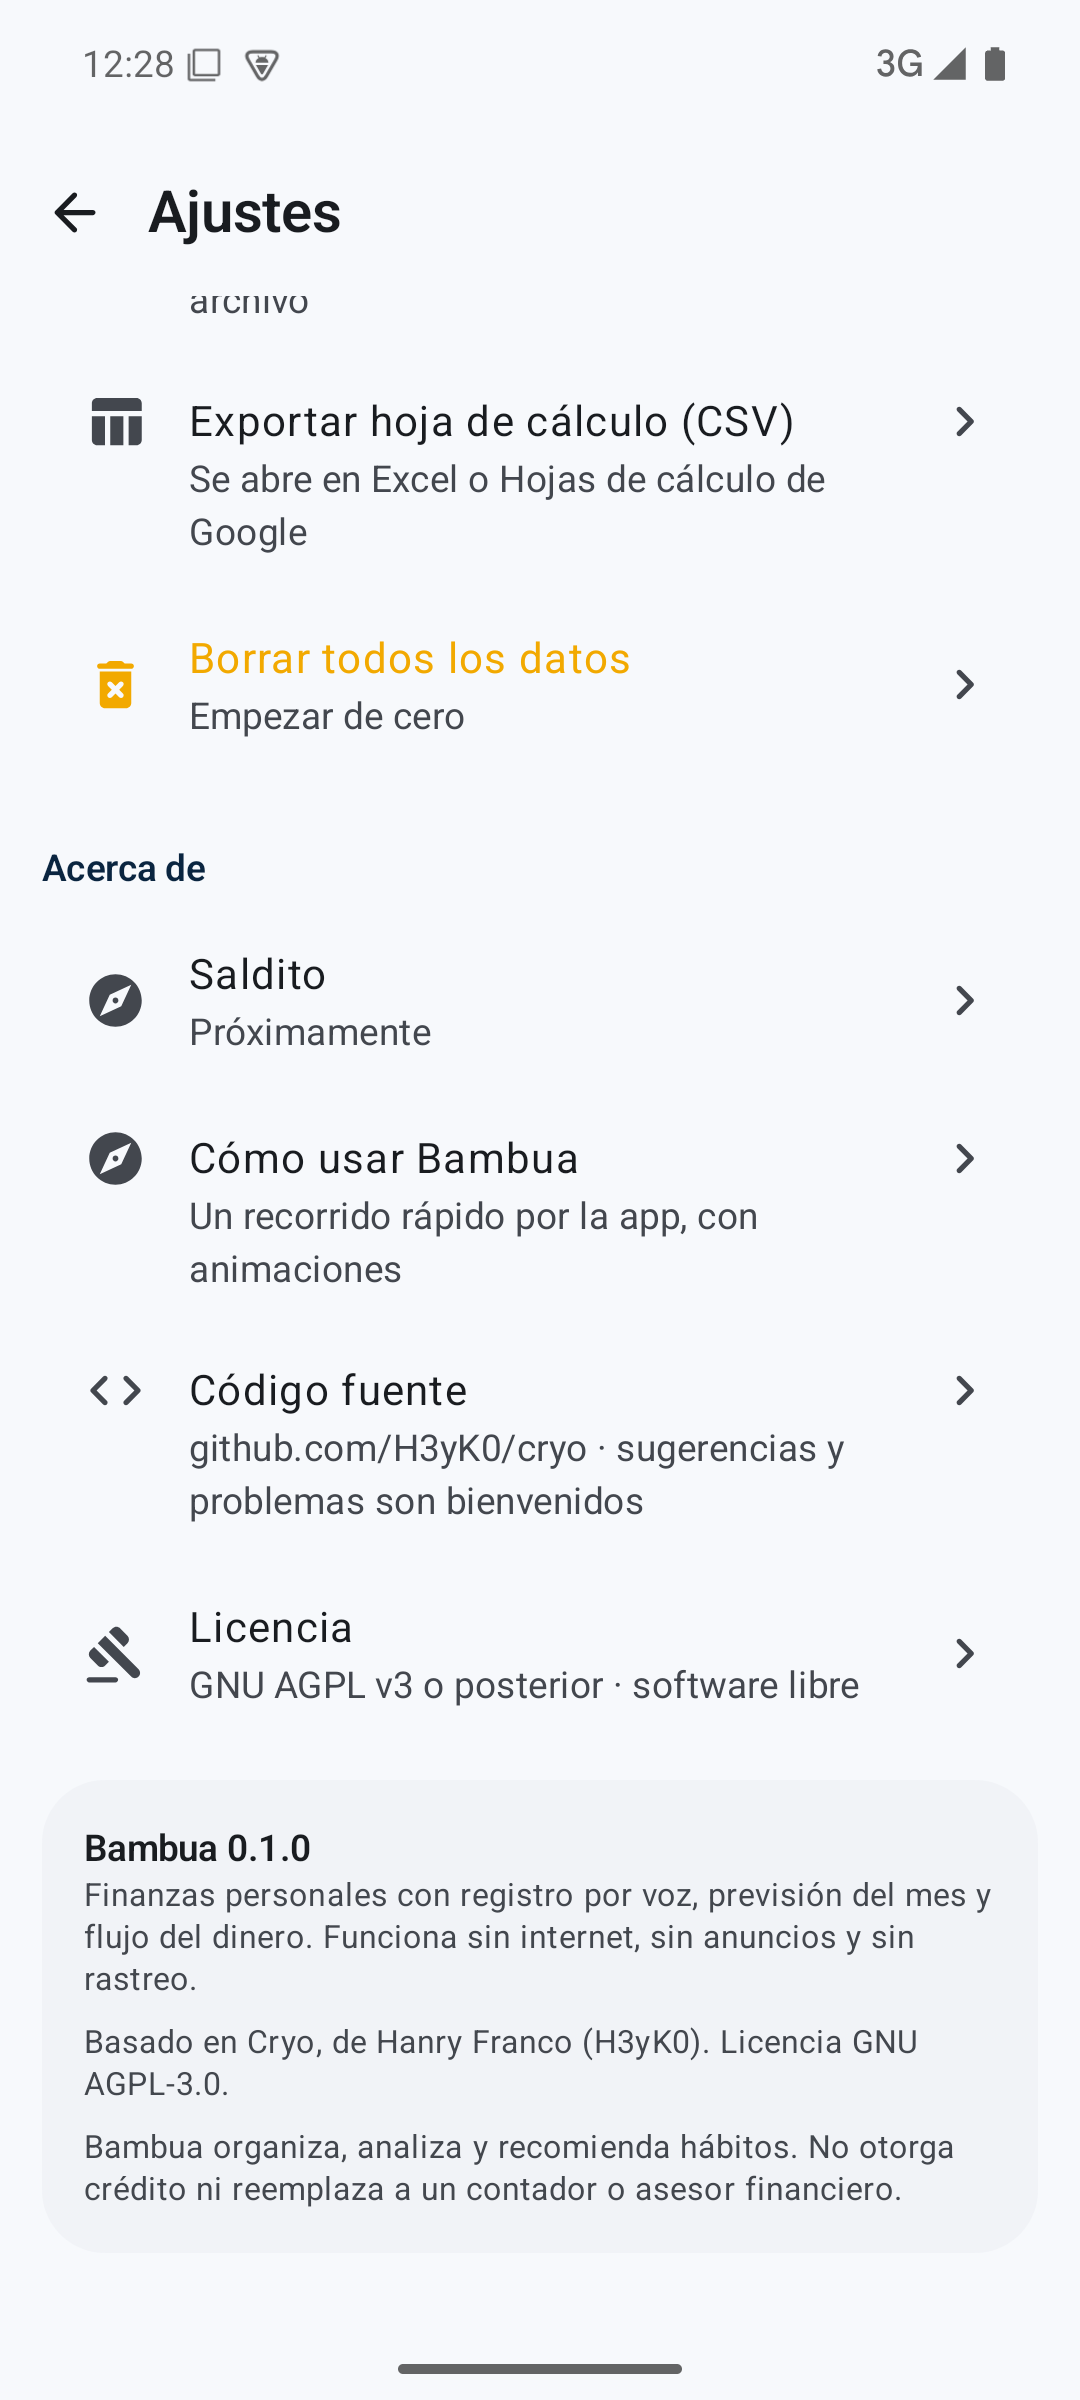 12:28
3G
Ajustes
archivo
Exportar hoja de cálculo (CSV)
Se abre en Excel o Hojas de cálculo de
Google
Borrar todos los datos
Empezar de cero
Acerca de
Saldito
Próximamente
Cómo usar Bambua
Un recorrido rápido por la app, con
animaciones
Código fuente
github.com/H3yK0/cryo · sugerencias y
problemas son bienvenidos
Licencia
GNU AGPL v3 o posterior · software libre
Bambua 0.1.0
Finanzas personales con registro por voz, previsión del mes y
flujo del dinero. Funciona sin internet, sin anuncios y sin
rastreo.
Basado en Cryo, de Hanry Franco (H3yK0). Licencia GNU
AGPL-3.0.
Bambua organiza, analiza y recomienda hábitos. No otorga
crédito ni reemplaza a un contador o asesor financiero.